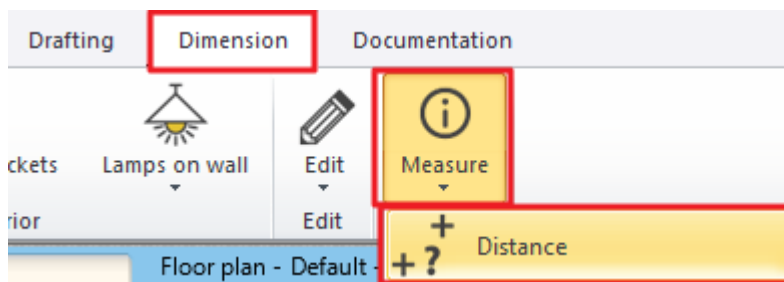 Drafting Dimension Documentation
ckets Lamps on wall Edit Measure
rior Edit
Distance
Floor plan - Default -